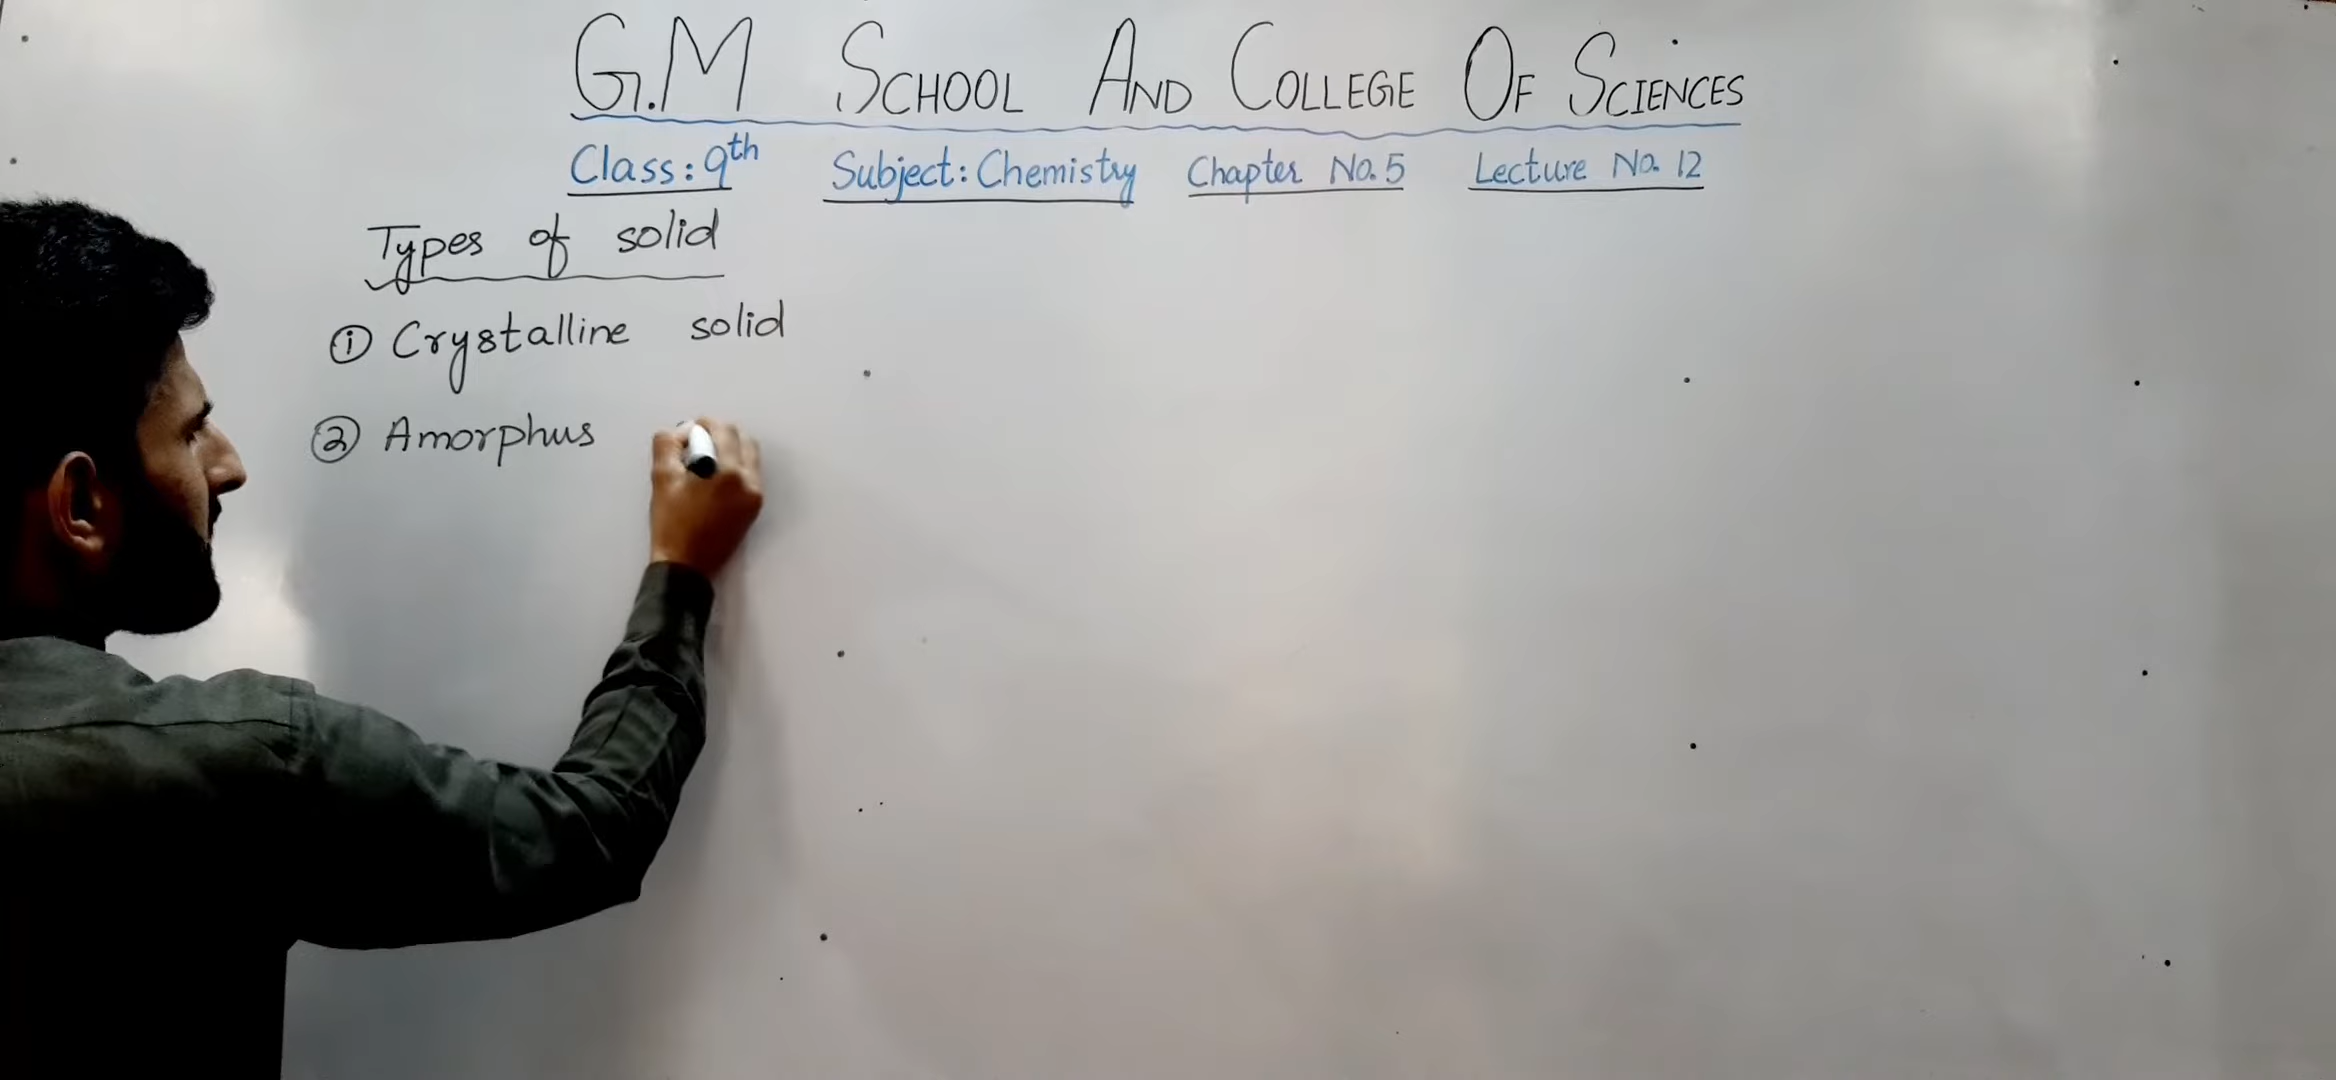 G.M SCHOOL AND COLLEGE OF SCIENCES
Class: 9th Subject: Chemistry Chapter No. 5 Lecture No. 12
Types of solid
① Crystalline solid
② Amorphus